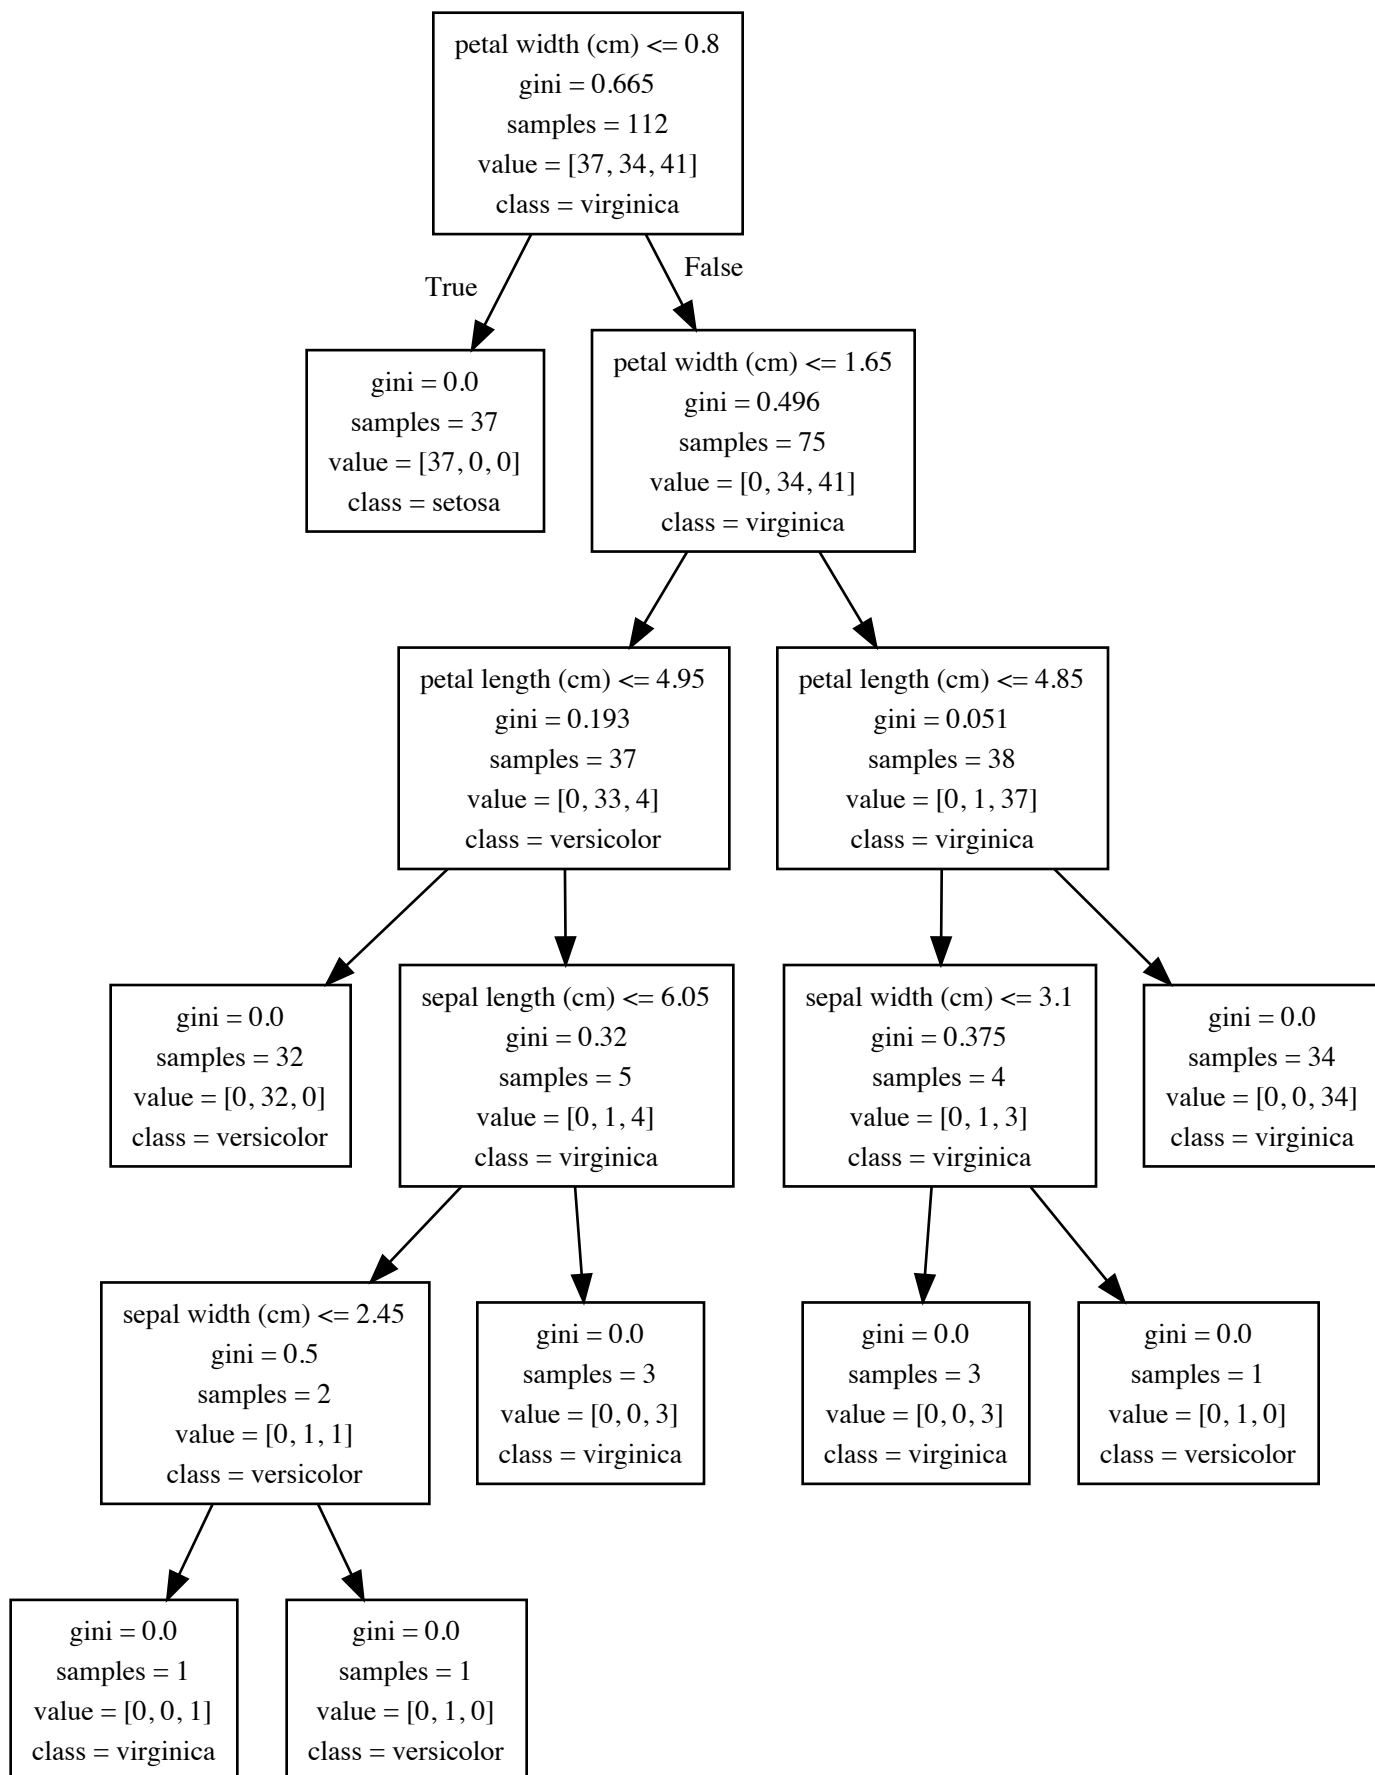 petal width (cm) <= 0.8
gini = 0.665
samples = 112
value = [37, 34, 41]
class = virginica
True
False
gini = 0.0
samples = 37
value = [37, 0, 0]
class = setosa
petal width (cm) <= 1.65
gini = 0.496
samples = 75
value = [0, 34, 41]
class = virginica
petal length (cm) <= 4.95
gini = 0.193
samples = 37
value = [0, 33, 4]
class = versicolor
petal length (cm) <= 4.85
gini = 0.051
samples = 38
value = [0, 1, 37]
class = virginica
gini = 0.0
samples = 32
value = [0, 32, 0]
class = versicolor
sepal length (cm) <= 6.05
gini = 0.32
samples = 5
value = [0, 1, 4]
class = virginica
sepal width (cm) <= 3.1
gini = 0.375
samples = 4
value = [0, 1, 3]
class = virginica
gini = 0.0
samples = 34
value = [0, 0, 34]
class = virginica
sepal width (cm) <= 2.45
gini = 0.5
samples = 2
value = [0, 1, 1]
class = versicolor
gini = 0.0
samples = 3
value = [0, 0, 3]
class = virginica
gini = 0.0
samples = 3
value = [0, 0, 3]
class = virginica
gini = 0.0
samples = 1
value = [0, 1, 0]
class = versicolor
gini = 0.0
samples = 1
value = [0, 0, 1]
class = virginica
gini = 0.0
samples = 1
value = [0, 1, 0]
class = versicolor